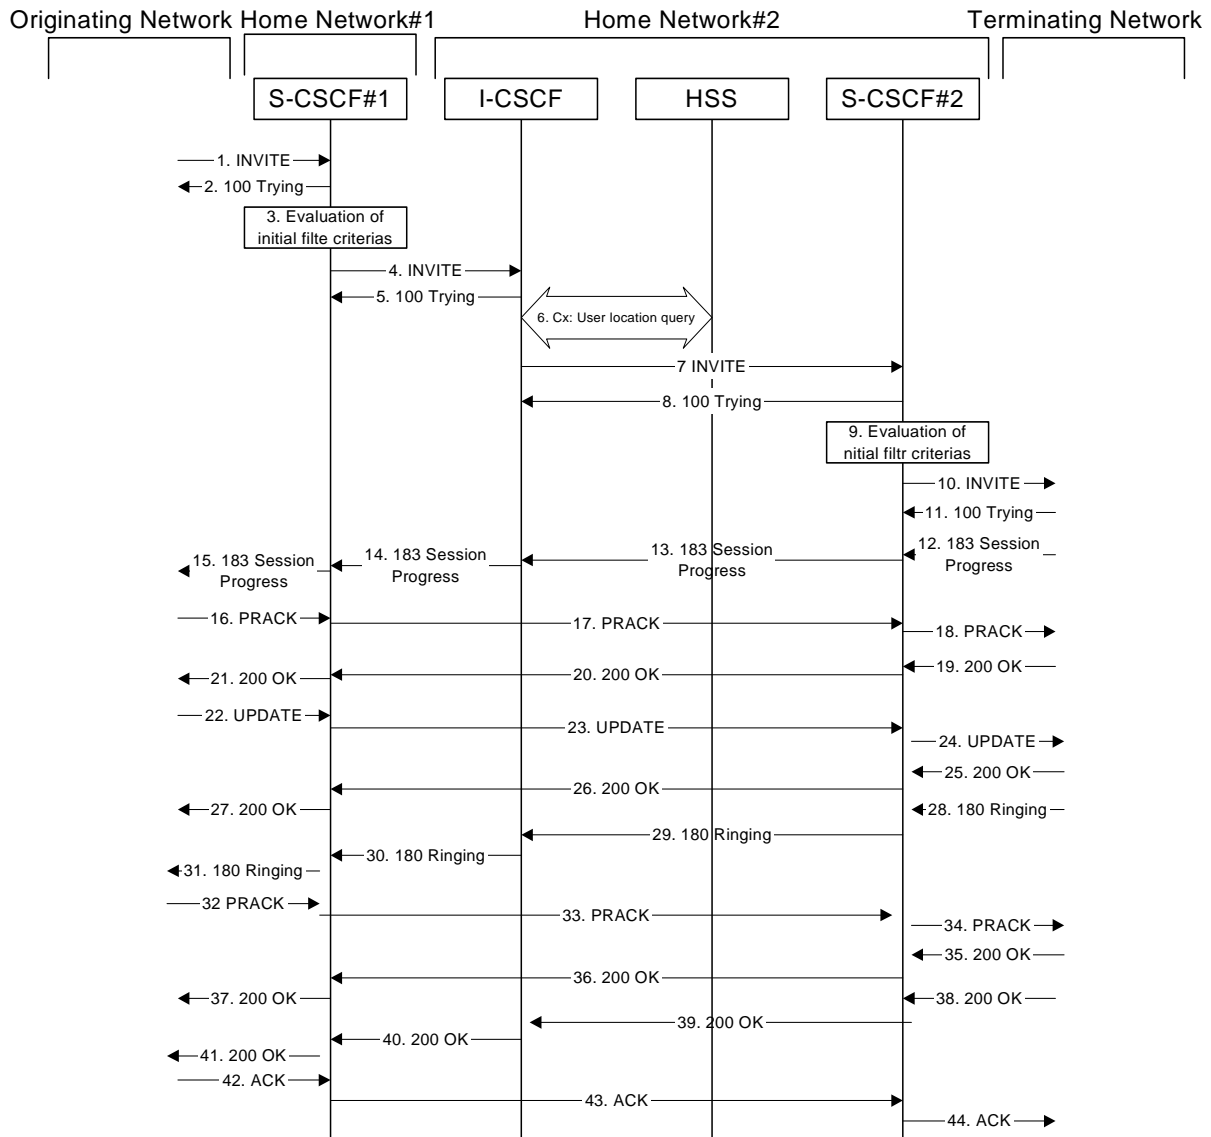 Originating Network Home Network#1 Home Network#2 Terminating Network
S-CSCF#1 I-CSCF HSS S-CSCF#2
1. INVITE
2. 100 Trying
3. Evaluation of
initial filte criterias
4. INVITE
5. 100 Trying
6. Cx: User location query
7 INVITE
8. 100 Trying
9. Evaluation of
nitial filtr criterias
10. INVITE
11. 100 Trying
12. 183 Session
Progress
13. 183 Session
Progress
14. 183 Session
Progress
15. 183 Session
Progress
16. PRACK
17. PRACK
18. PRACK
19. 200 OK
20. 200 OK
21. 200 OK
22. UPDATE
23. UPDATE
24. UPDATE
25. 200 OK
26. 200 OK
27. 200 OK
28. 180 Ringing
29. 180 Ringing
30. 180 Ringing
31. 180 Ringing
32 PRACK
33. PRACK
34. PRACK
35. 200 OK
36. 200 OK
37. 200 OK
38. 200 OK
39. 200 OK
40. 200 OK
41. 200 OK
42. ACK
43. ACK
44. ACK